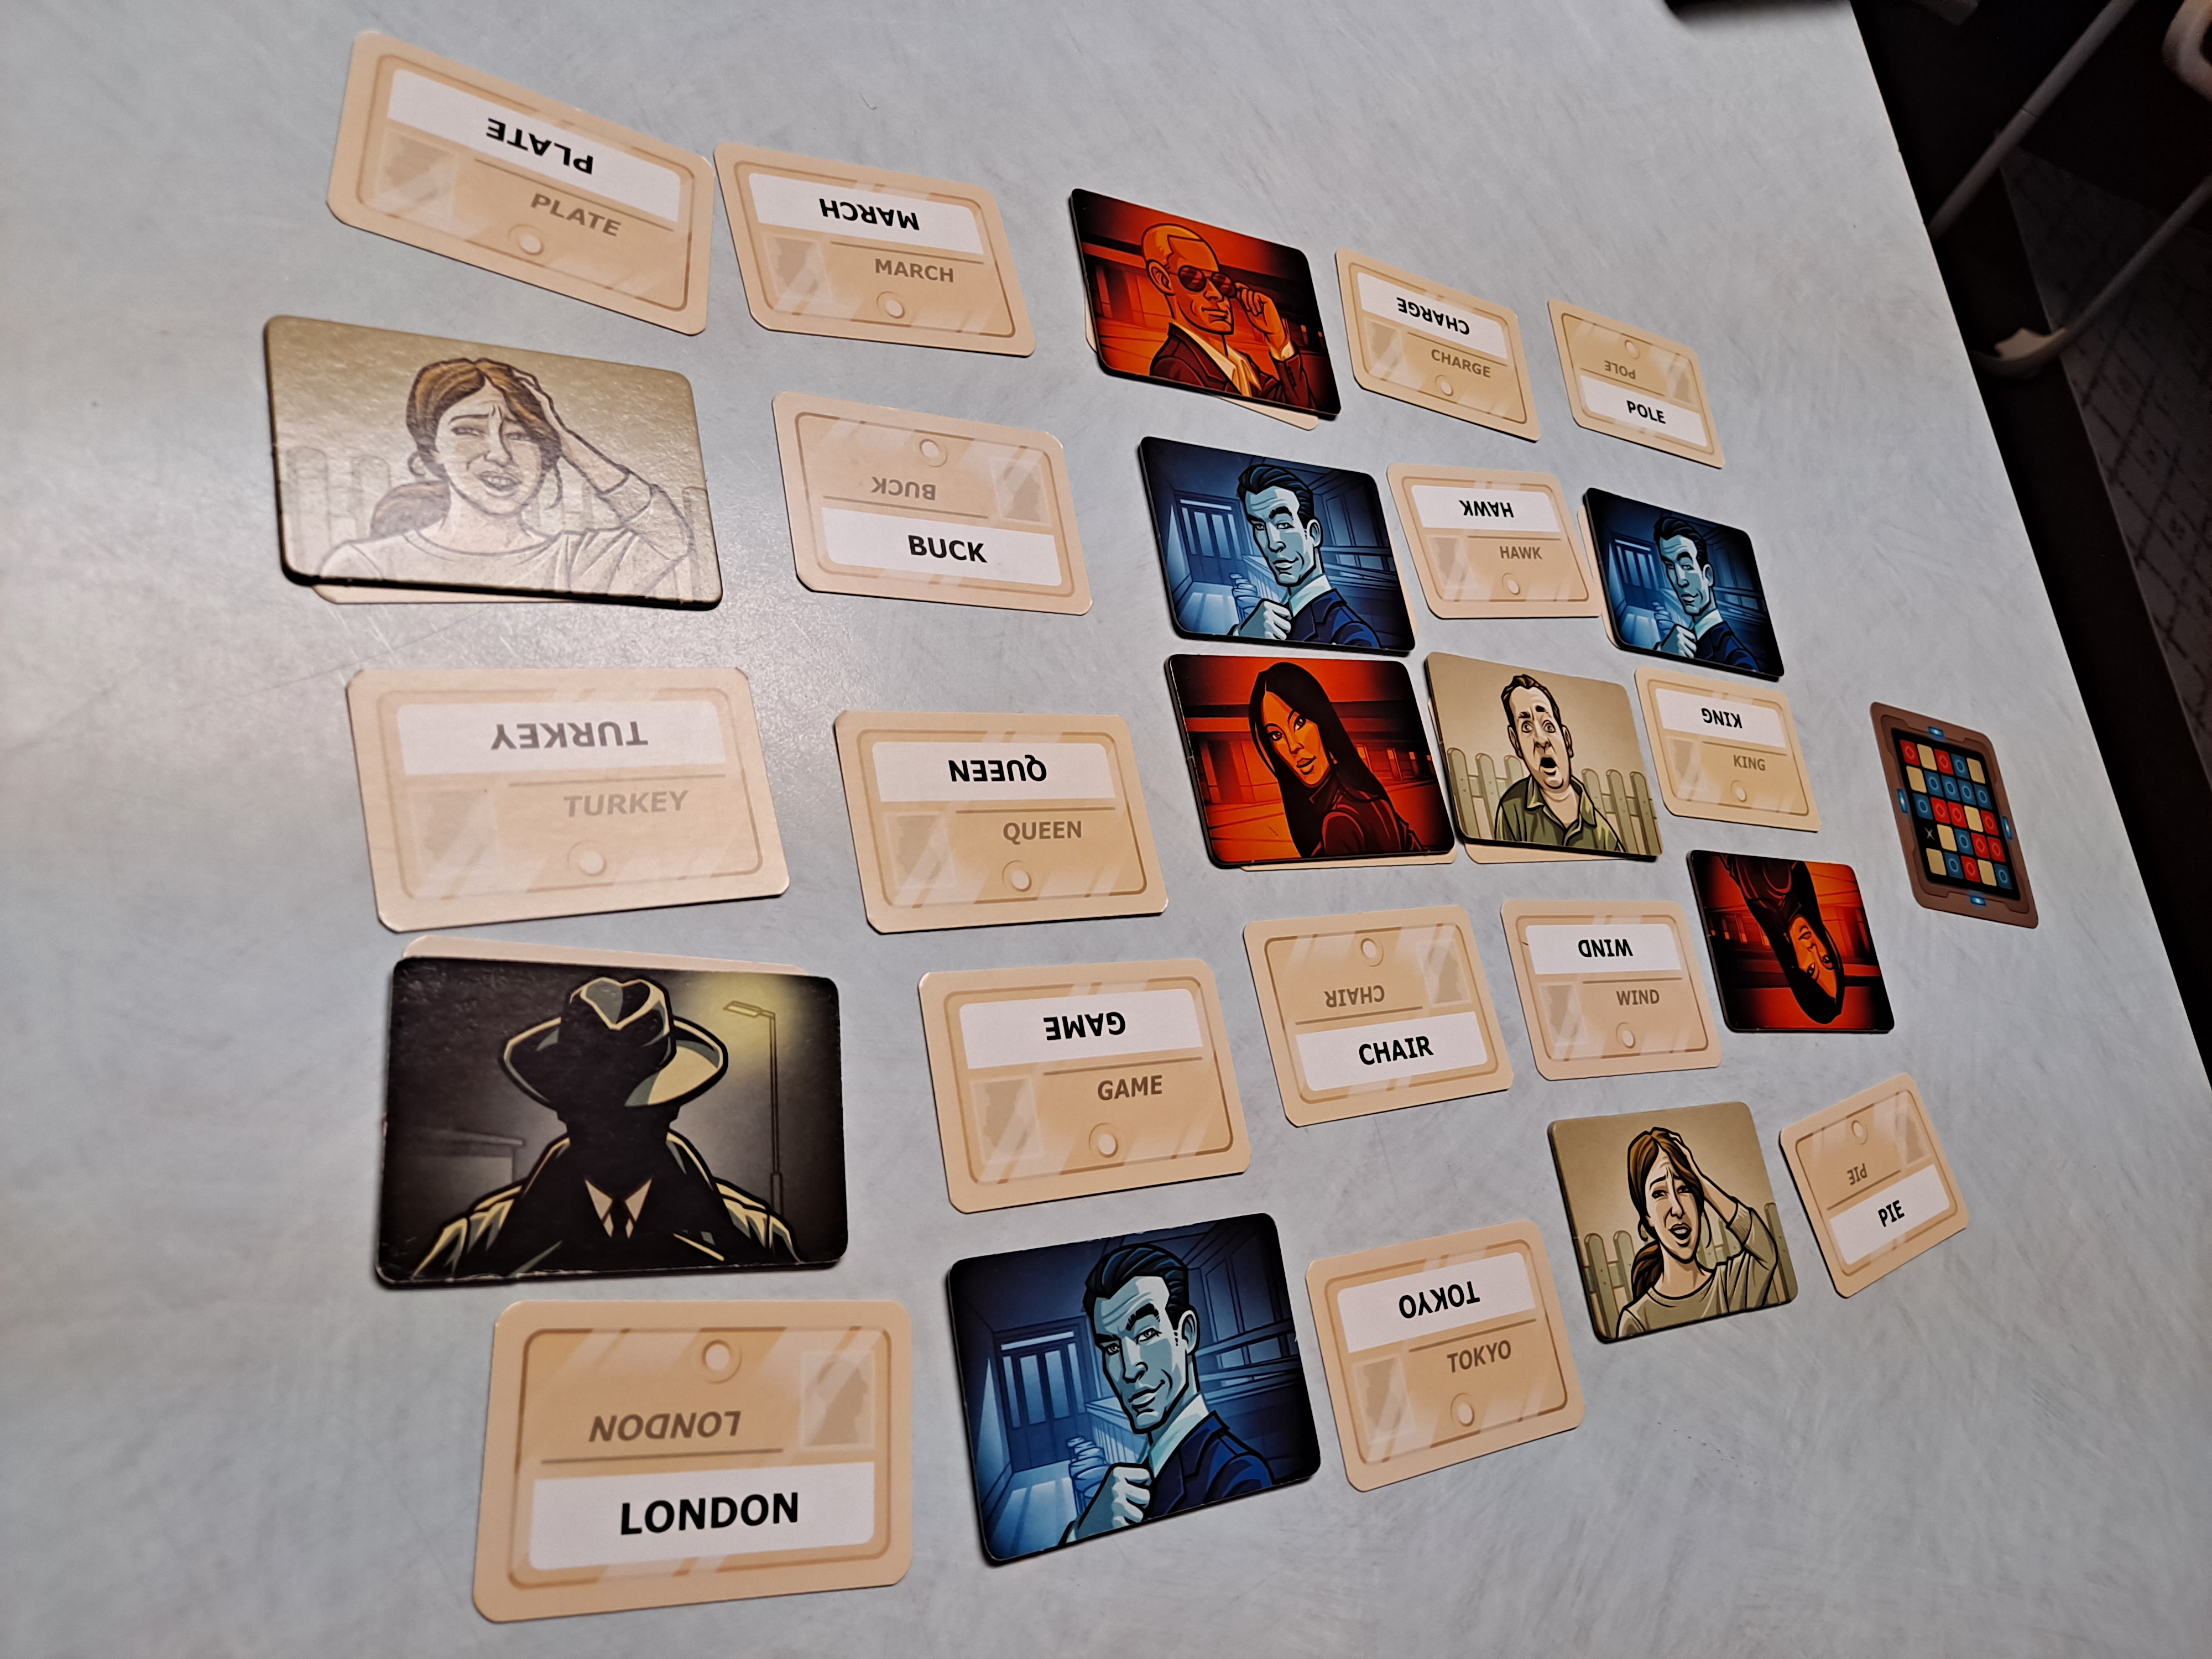 PIE
PIE
KING
KING
POLE
POLE
WIND
WIND
HAWK
HAWK
CHARGE
CHARGE
TOKYO
TOKYO
CHAIR
CHAIR
GAME
GAME
QUEEN
QUEEN
BUCK
BUCK
MARCH
MARCH
LONDON
LONDON
TURKEY
TURKEY
PLATE
PLATE